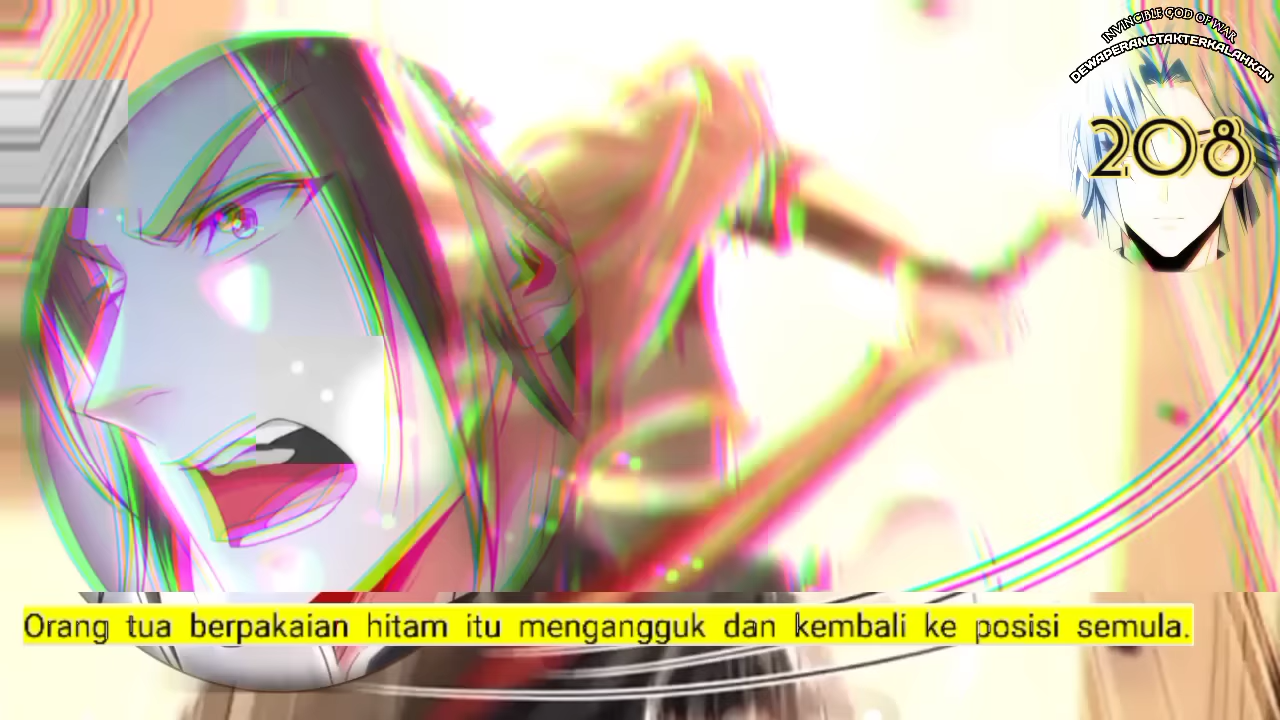 INVINCIBLE GOD OF WAR
DEWAPERANGTAKTERKALAHKAN
208
Orang tua berpakaian hitam itu mengangguk dan kembali ke posisi semula.